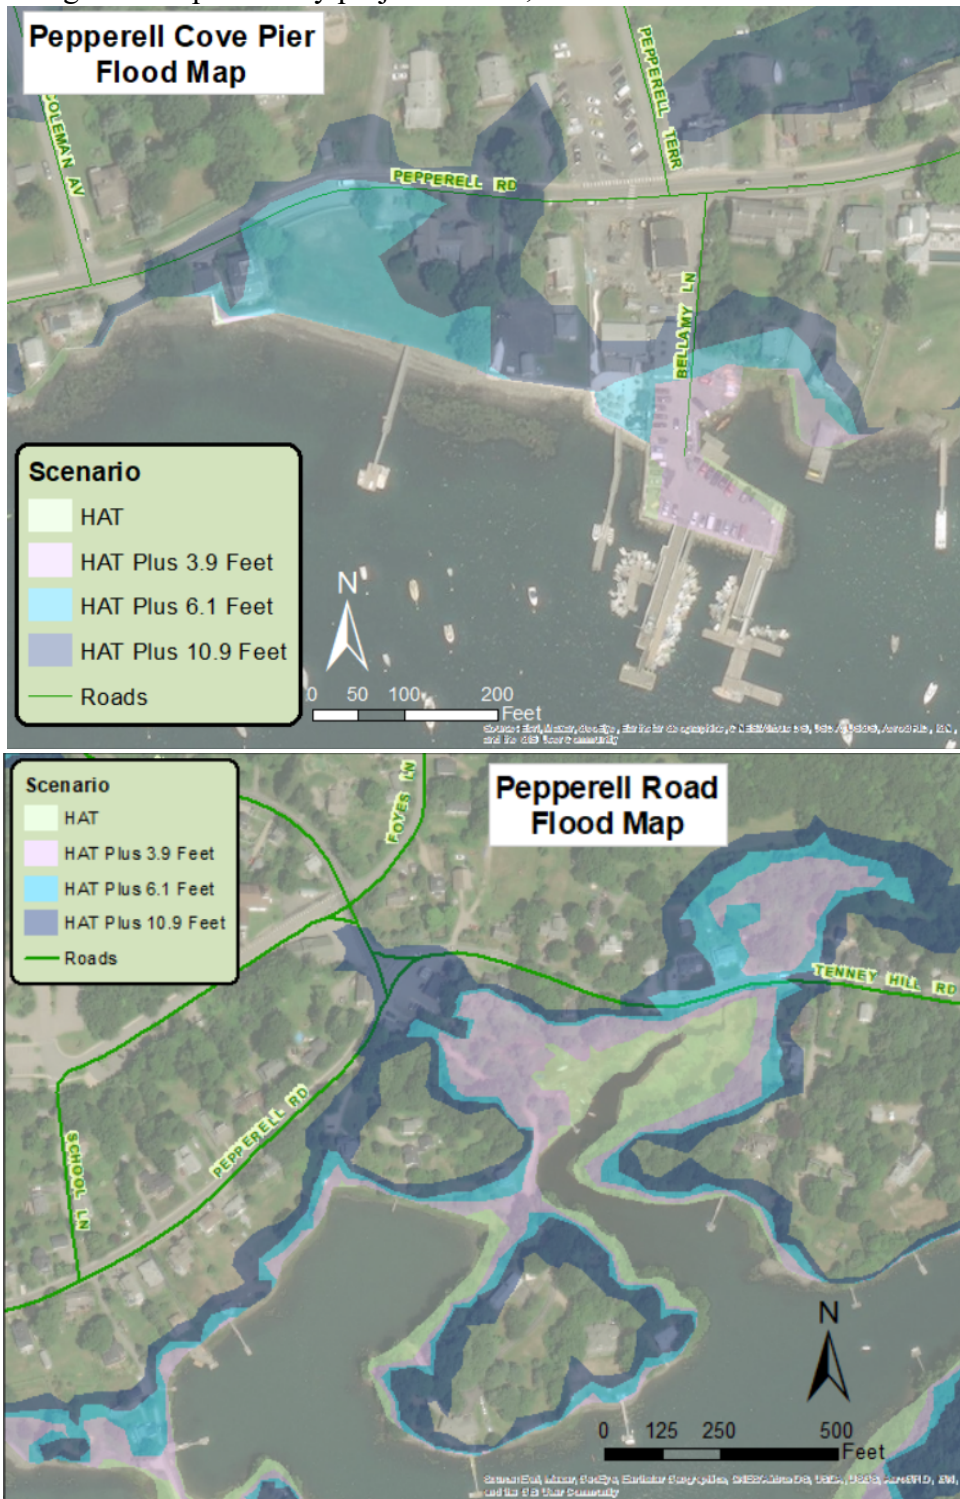 Pepperell Cove Pier
Flood Map
COLEMAN AV
PEPPERELL TERR
PEPPERELL RD
BELLAMY LN
Scenario
HAT
HAT Plus 3.9 Feet
HAT Plus 6.1 Feet
HAT Plus 10.9 Feet
Roads
N
0 50 100 200
Feet
Scenario
HAT
HAT Plus 3.9 Feet
HAT Plus 6.1 Feet
HAT Plus 10.9 Feet
Roads
FOYES LN
Pepperell Road
Flood Map
TENNEY HILL RD
PEPPERELL RD
SCHOOL LN
N
0 125 250 500
Feet